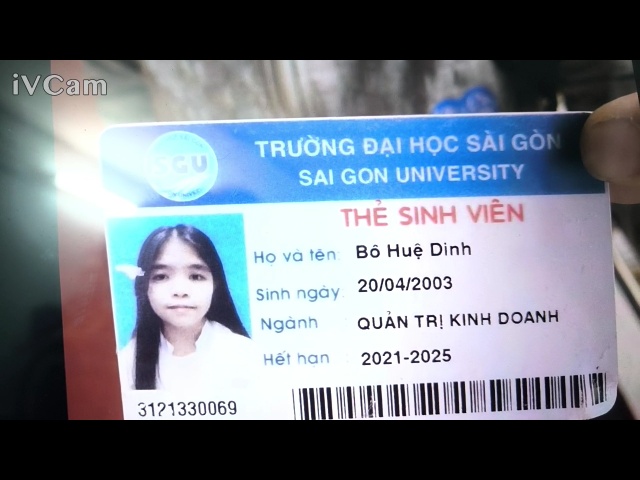 iVCam
SGU
TRƯỜNG ĐẠI HỌC SÀI GÒN
SAI GON UNIVERSITY
THẺ SINH VIÊN
Họ và tên: Bô Huệ Dinh
Sinh ngày: 20/04/2003
Ngành : QUẢN TRỊ KINH DOANH
Hết hạn : 2021-2025
3121330069